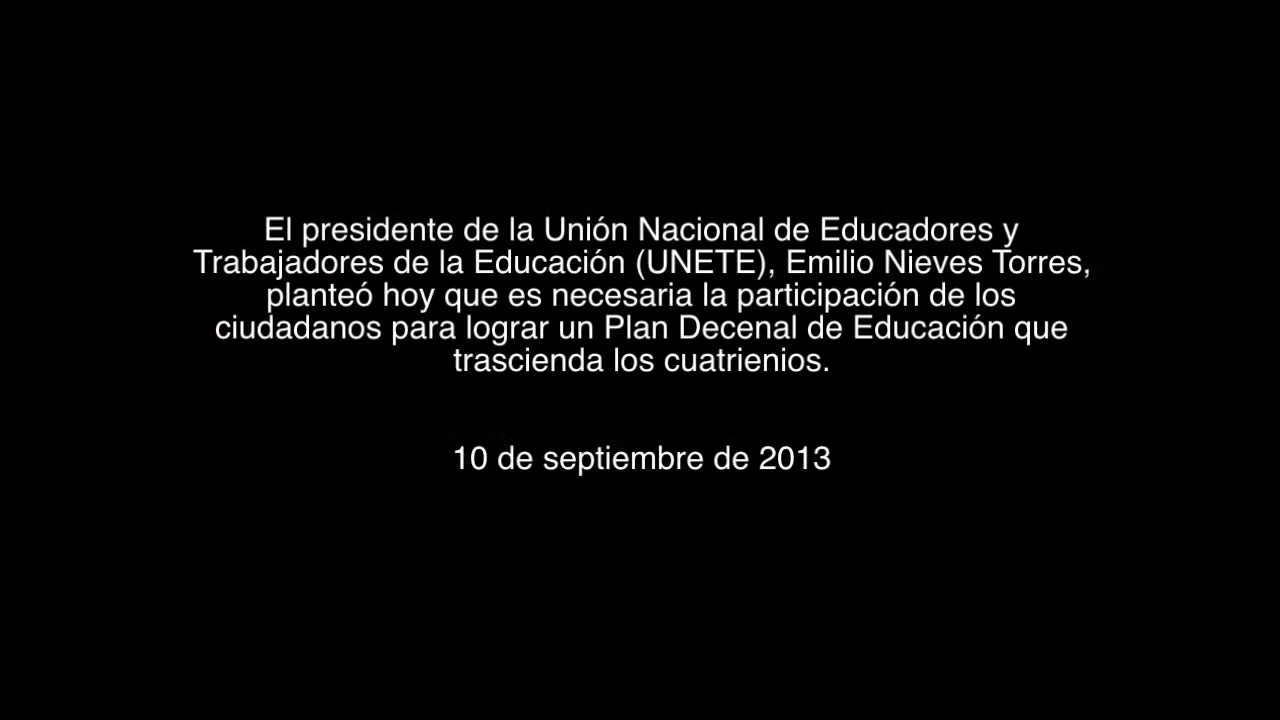 El presidente de la Unión Nacional de Educadores y
Trabajadores de la Educación (UNETE), Emilio Nieves Torres,
planteó hoy que es necesaria la participación de los
ciudadanos para lograr un Plan Decenal de Educación que
trascienda los cuatrienios.
10 de septiembre de 2013